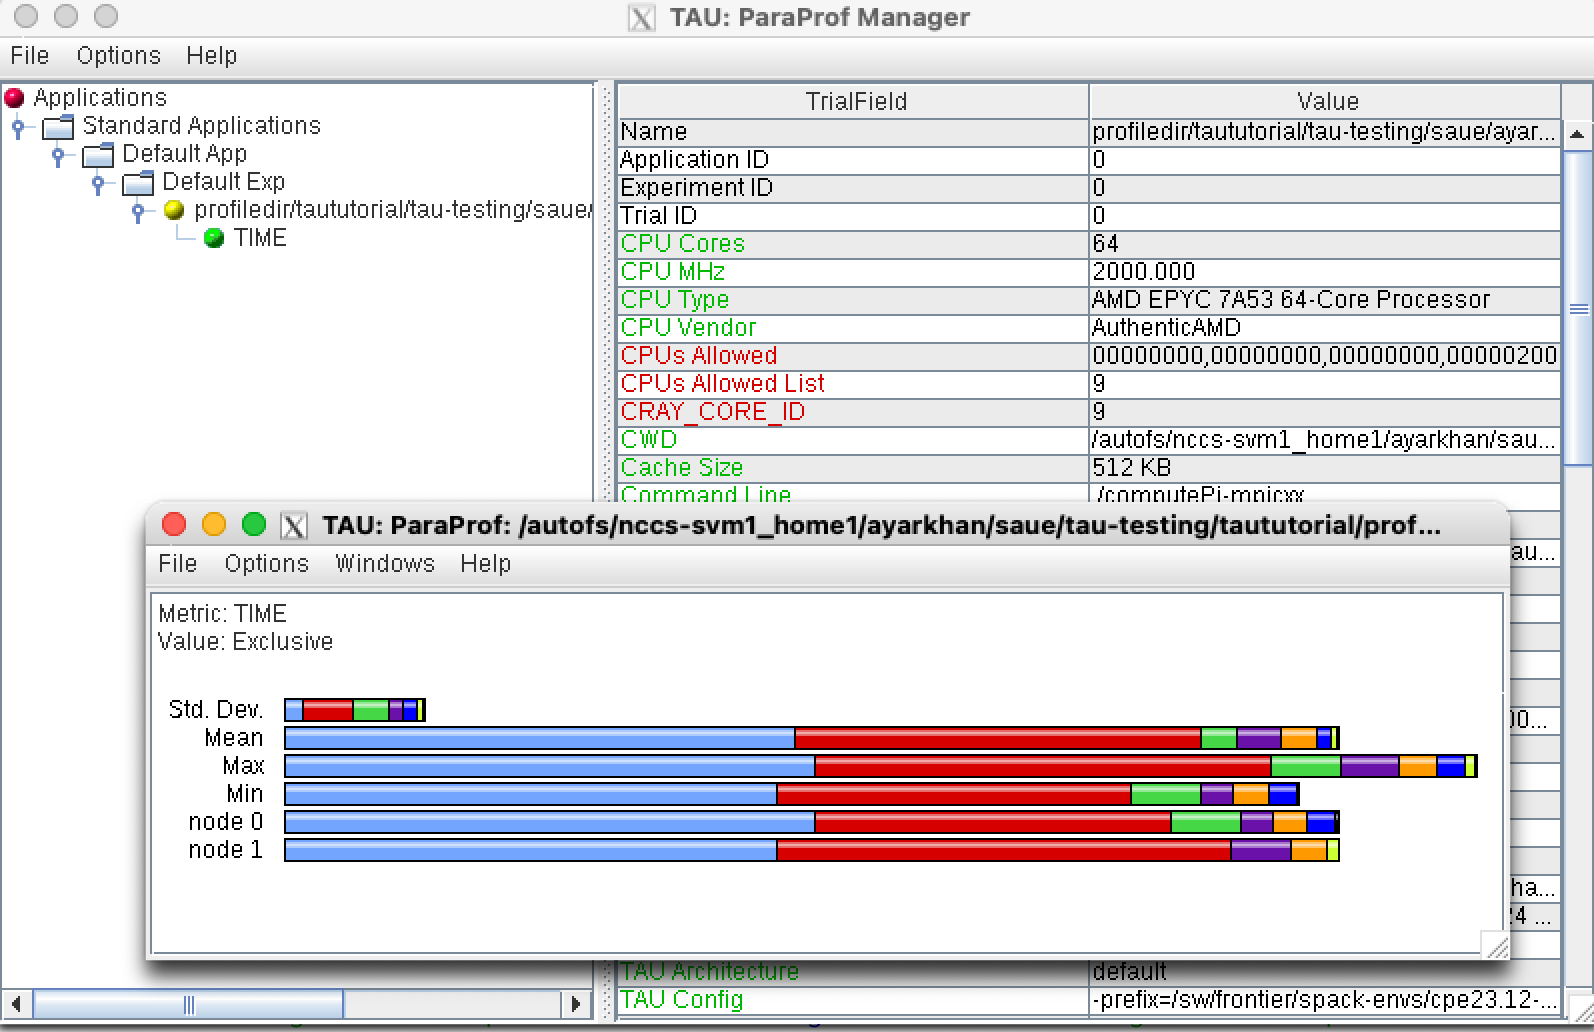 TAU: ParaProf Manager
File Options Help
Applications
Standard Applications
Default App
Default Exp
profiledir/taututorial/tau-testing/saue/
TIME
TrialField Value
Name profiledir/taututorial/tau-testing/saue/ayar...
Application ID 0
Experiment ID 0
Trial ID 0
CPU Cores 64
CPU MHz 2000.000
CPU Type AMD EPYC 7A53 64-Core Processor
CPU Vendor AuthenticAMD
CPUs Allowed 00000000,00000000,00000000,00000200
CPUs Allowed List 9
CRAY_CORE_ID 9
CWD /autofs/nccs-svm1_home1/ayarkhan/sau...
Cache Size 512 KB
Command Line ./computePi-mpicxx
TAU: ParaProf: /autofs/nccs-svm1_home1/ayarkhan/saue/tau-testing/taututorial/prof...
File Options Windows Help
Metric: TIME
Value: Exclusive
Std. Dev.
Mean
Max
Min
node 0
node 1
au...
00...
ha...
24 ...
TAU Architecture default
TAU Config -prefix=/sw/frontier/spack-envs/cpe23.12-...